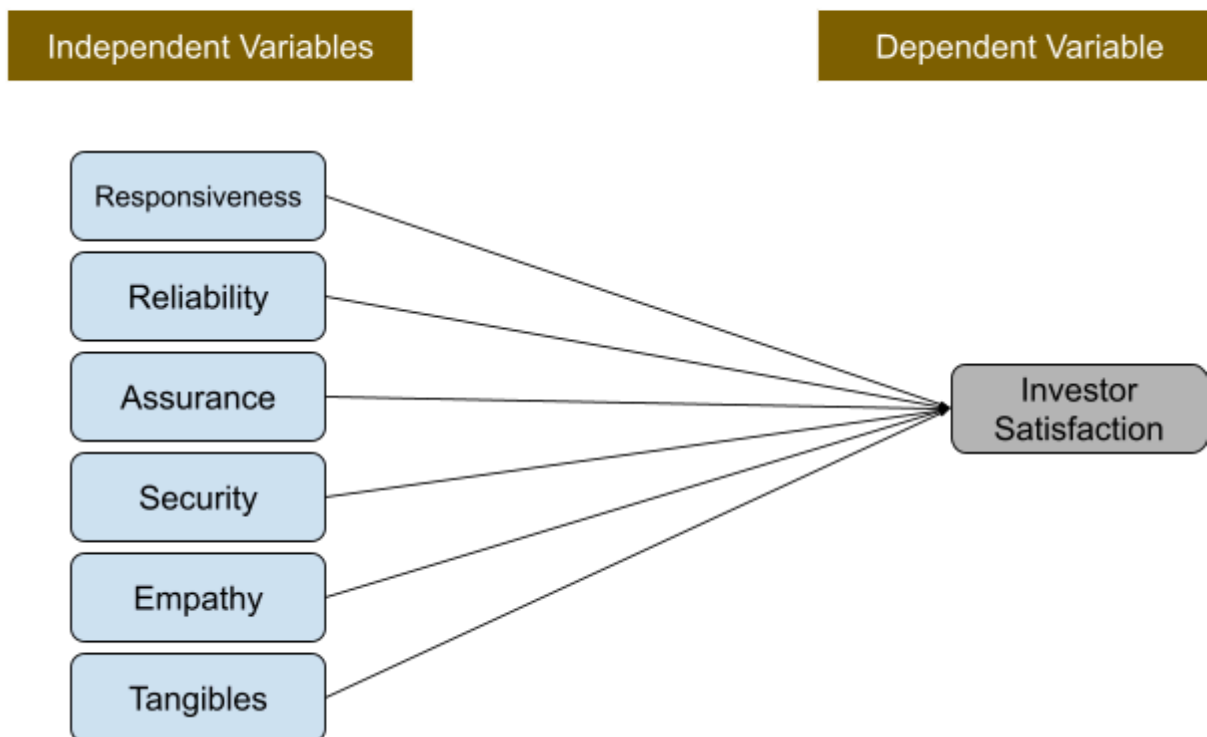 Independent Variables
Dependent Variable
Responsiveness
Reliability
Assurance
Security
Empathy
Tangibles
Investor
Satisfaction